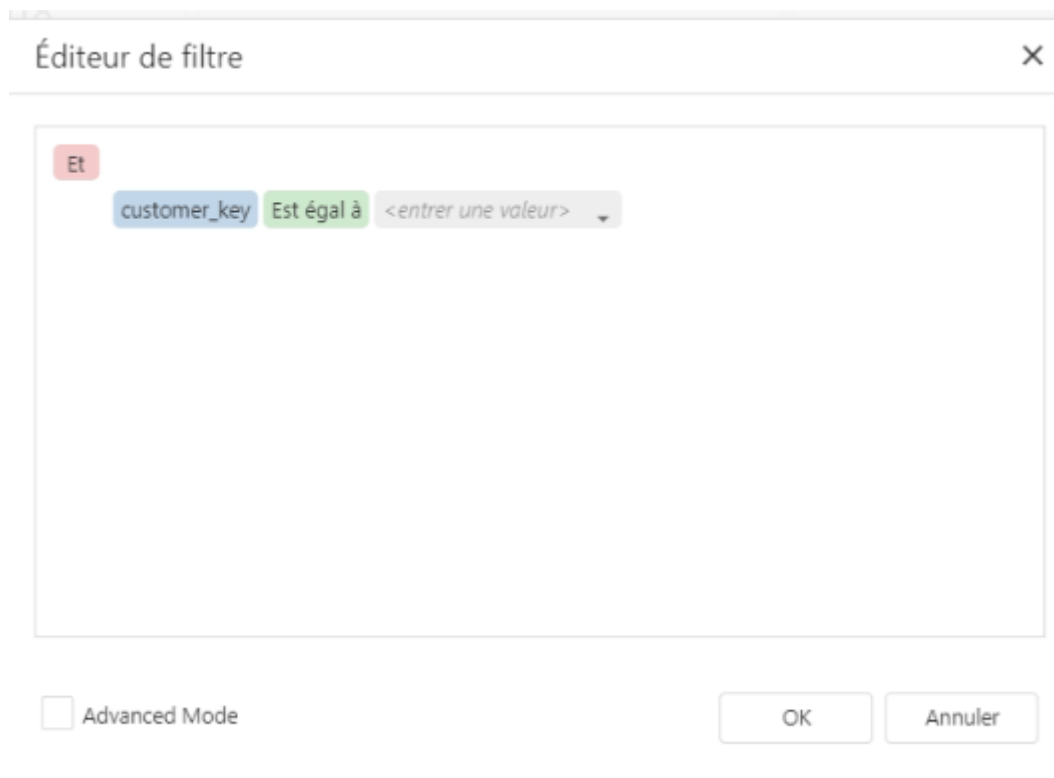 Éditeur de filtre
Et
customer_key Est égal à <entrer une valeur>
Advanced Mode OK Annuler